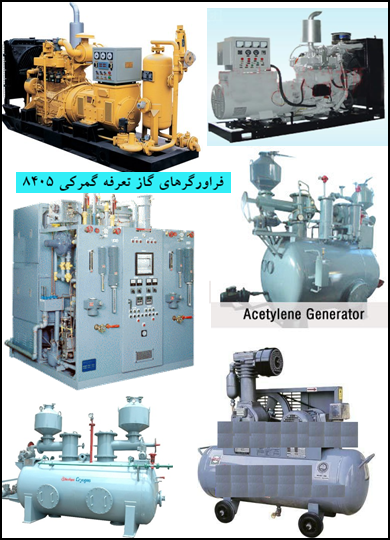 فراورگرهای گاز تعرفه گمرکی ۸۴۰۵
Acetylene Generator